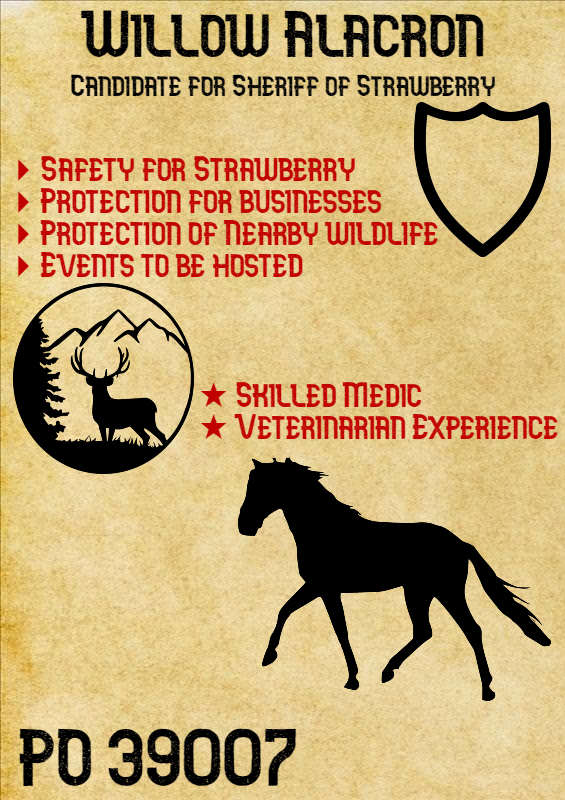 Willow Alacron
Candidate for Sheriff of Strawberry
Safety for Strawberry
Protection for businesses
Protection of Nearby wildlife
Events to be hosted
★ Skilled Medic
★ Veterinarian Experience
PO 39007